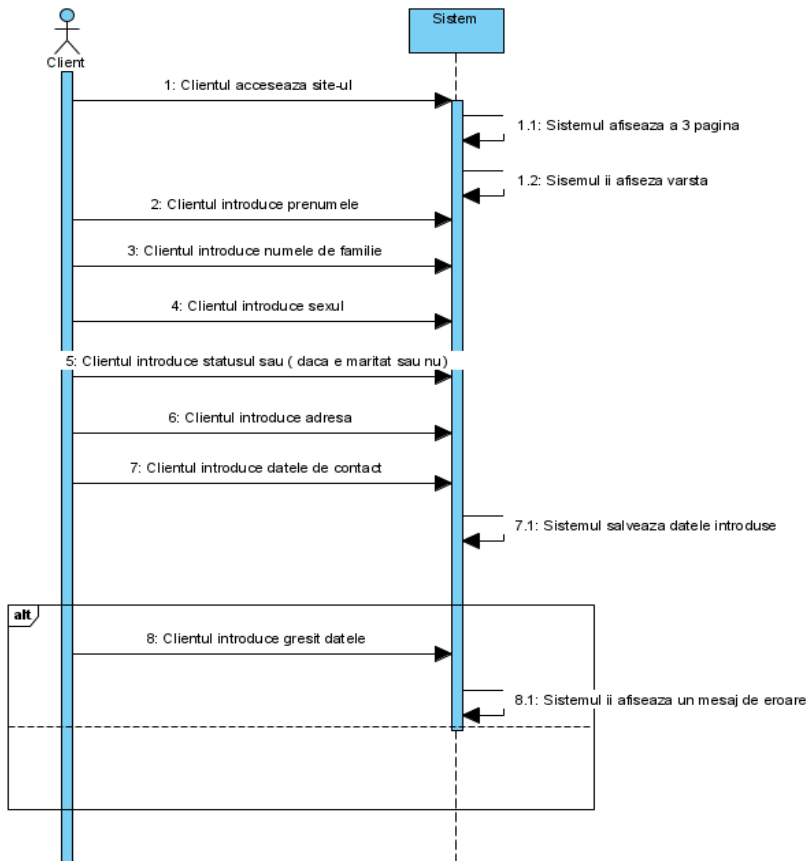 Sistem
Client
1: Clientul acceseaza site-ul
1.1: Sistemul afiseaza a 3 pagina
1.2: Sisemul ii afiseza varsta
2: Clientul introduce prenumele
3: Clientul introduce numele de familie
4: Clientul introduce sexul
5: Clientul introduce statusul sau ( daca e maritat sau nu)
6: Clientul introduce adresa
7: Clientul introduce datele de contact
7.1: Sistemul salveaza datele introduse
alt
8: Clientul introduce gresit datele
8.1: Sistemul ii afiseaza un mesaj de eroare